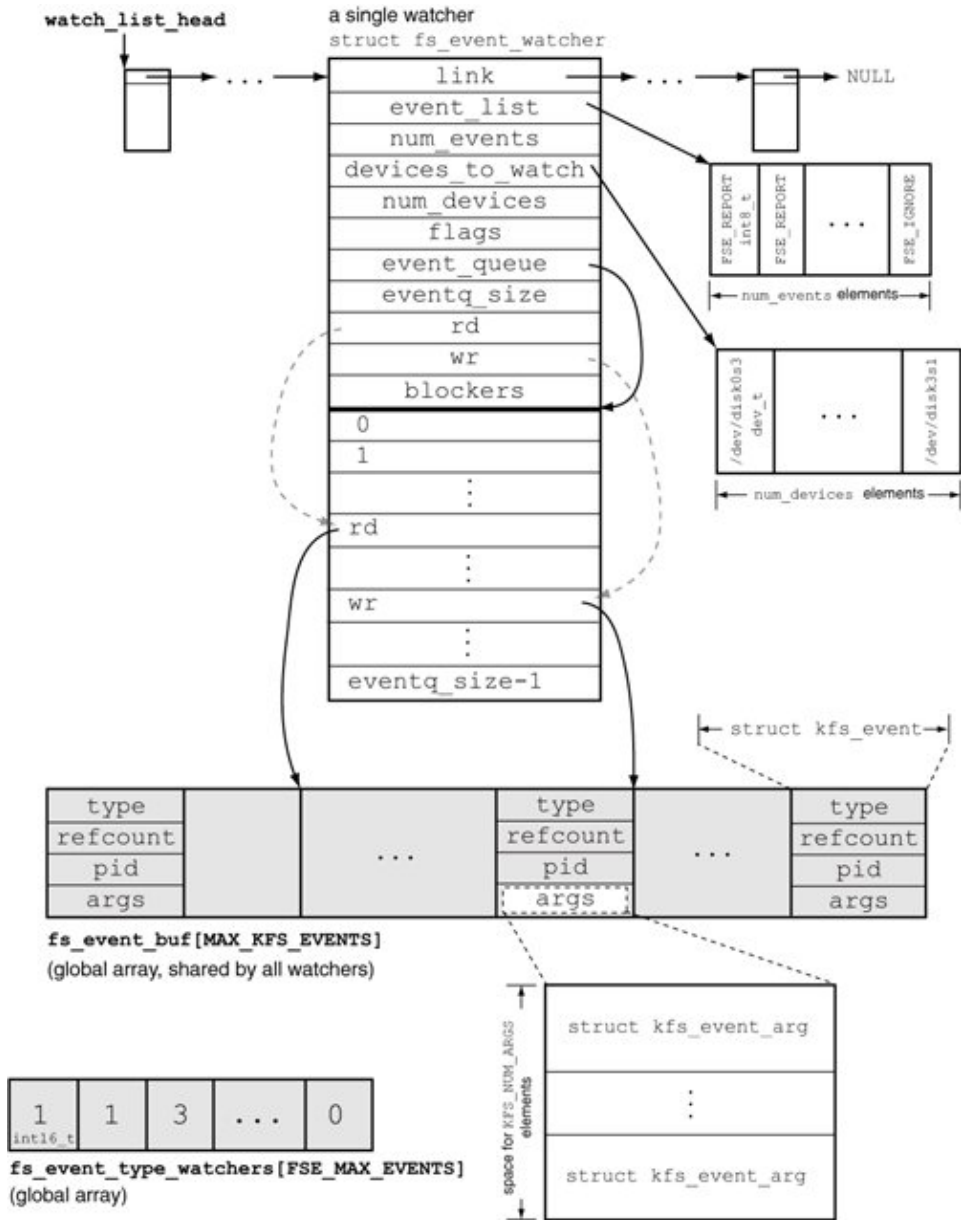 a single watcher
watch_list_head
struct fs_event_watcher
link
...
...
NULL
event_list
num_events
devices_to_watch
num_devices
flags
event_queue
eventq_size
rd
wr
blockers
0
1
⋮
rd
⋮
wr
⋮
eventq_size-1
FSE_REPORT
int8_t
FSE_REPORT
...
FSE_IGNORE
num_events elements
/dev/disk0s3
dev_t
...
/dev/disk3s1
num_devices elements
struct kfs_event
type
refcount
pid
args
...
type
refcount
pid
args
...
type
refcount
pid
args
fs_event_buf[MAX_KFS_EVENTS]
(global array, shared by all watchers)
space for KFS_NUM_ARGS
elements
struct kfs_event_arg
⋮
struct kfs_event_arg
1 1 3 ... 0
int16_t
fs_event_type_watchers[FSE_MAX_EVENTS]
(global array)